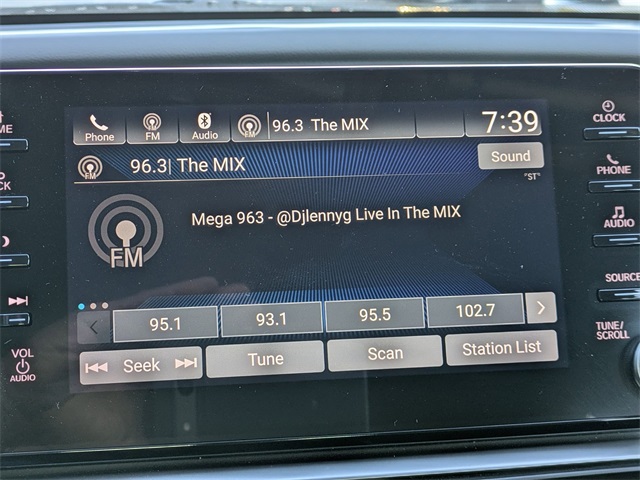 Phone FM Audio FM 96.3 The MIX 7:39 CLOCK
FM 96.3| The MIX Sound
"ST" PHONE
Mega 963 - @Djlennyg Live In The MIX AUDIO
FM
SOURCE
95.1 93.1 95.5 102.7
TUNE/
SCROLL
Seek Tune Scan Station List
VOL
AUDIO